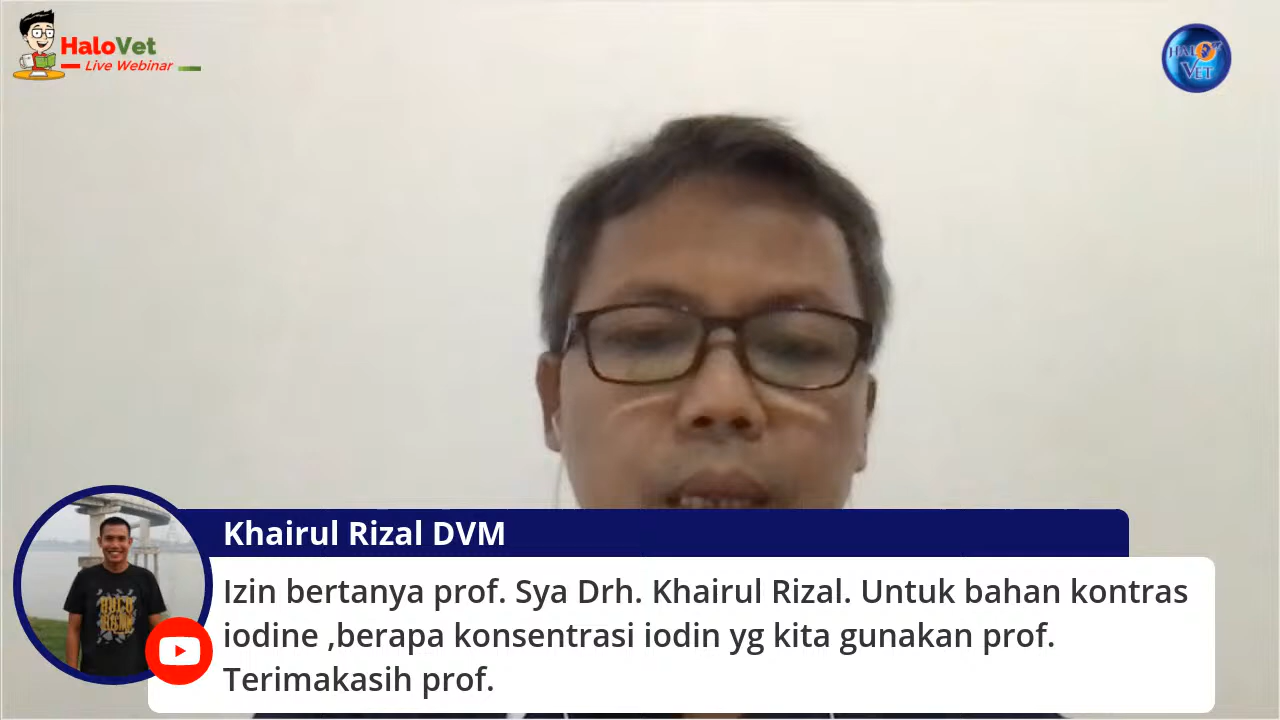 HaloVet
Live Webinar
HALO
VET
Khairul Rizal DVM
Izin bertanya prof. Sya Drh. Khairul Rizal. Untuk bahan kontras
iodine ,berapa konsentrasi iodin yg kita gunakan prof.
Terimakasih prof.